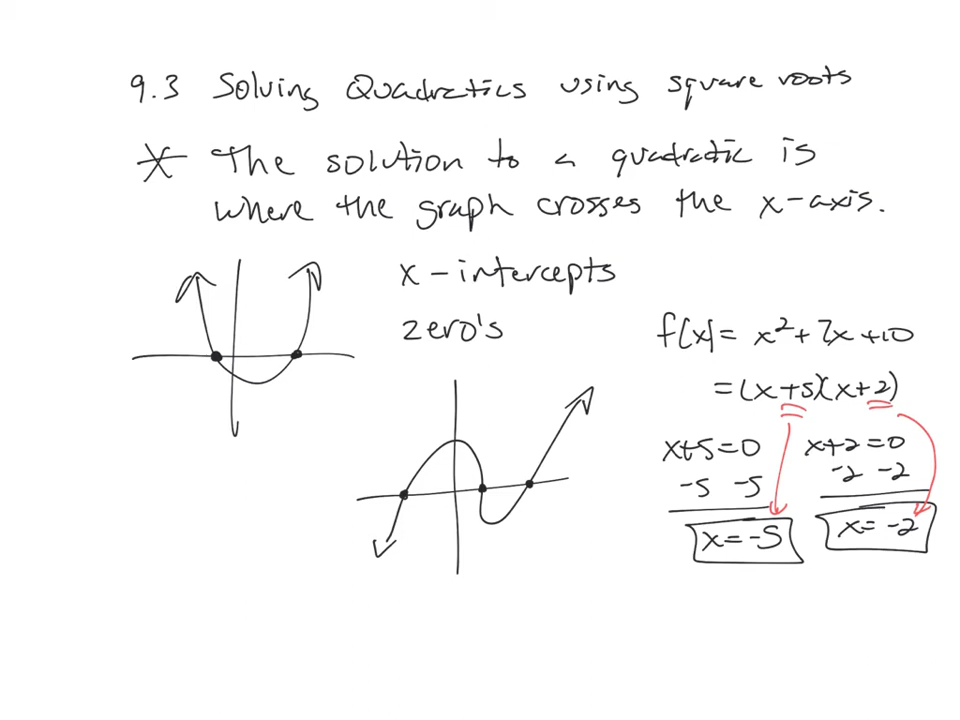 9.3 Solving Quadratics using square roots
* The solution to a quadratic is
where the graph crosses the x-axis.
x-intercepts
zero's
f(x) = x² + 7x + 10
= (x+5)(x+2)
x+5=0
-5 -5
x=-5
x+2=0
-2 -2
x=-2